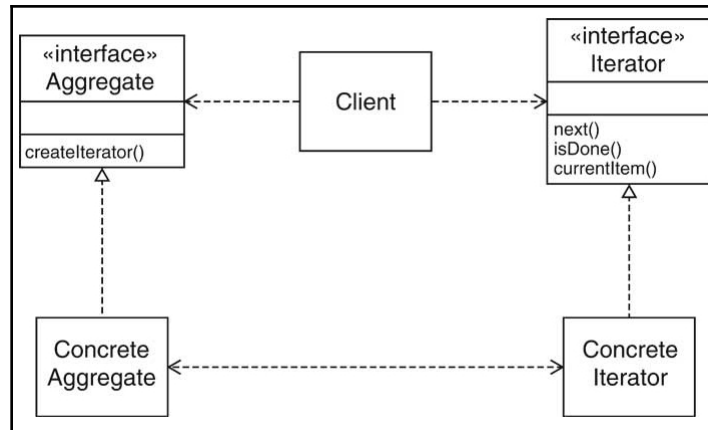 «interface»
Aggregate
createIterator()
Client
«interface»
Iterator
next()
isDone()
currentItem()
Concrete
Aggregate
Concrete
Iterator